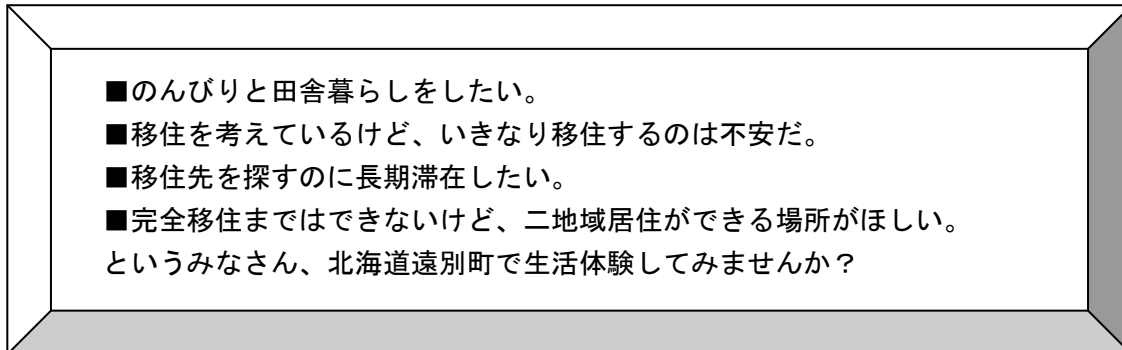 ■のんびりと田舎暮らしをしたい。
■移住を考えているけど、いきなり移住するのは不安だ。
■移住先を探すのに長期滞在したい。
■完全移住まではできないけど、二地域居住ができる場所がほしい。
というみなさん、北海道遠別町で生活体験してみませんか？